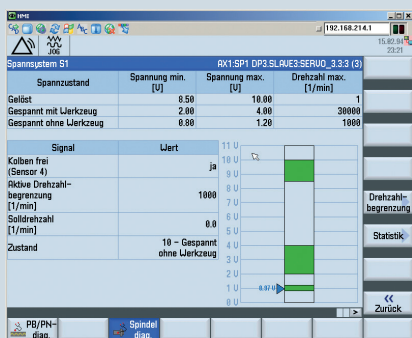 HMI
192.168.214.1
JOG
15.02.94
23:21
Spannsystem S1 AX1:SP1 DP3.SLAVE3:SERVO_3.3:3 (3)
Spannzustand Spannung min. [V] Spannung max. [V] Drehzahl max. [1/min]
Gelöst 8.50 10.00 1
Gespannt mit Werkzeug 2.00 4.00 30000
Gespannt ohne Werkzeug 0.80 1.20 1000
Signal Wert
Kolben frei (Sensor 4) ja
Aktive Drehzahl-
begrenzung 1000
[1/min]
Solldrehzahl 0.0
[1/min]
Zustand 10 - Gespannt
ohne Werkzeug
11 V
10 V
9 V
8 V
7 V
6 V
5 V
4 V
3 V
2 V
1 V
0 V
0.97 V
Drehzahl-
begrenzung
Statistik
Zurück
PB/PN-
diag.
Spindel
diag.